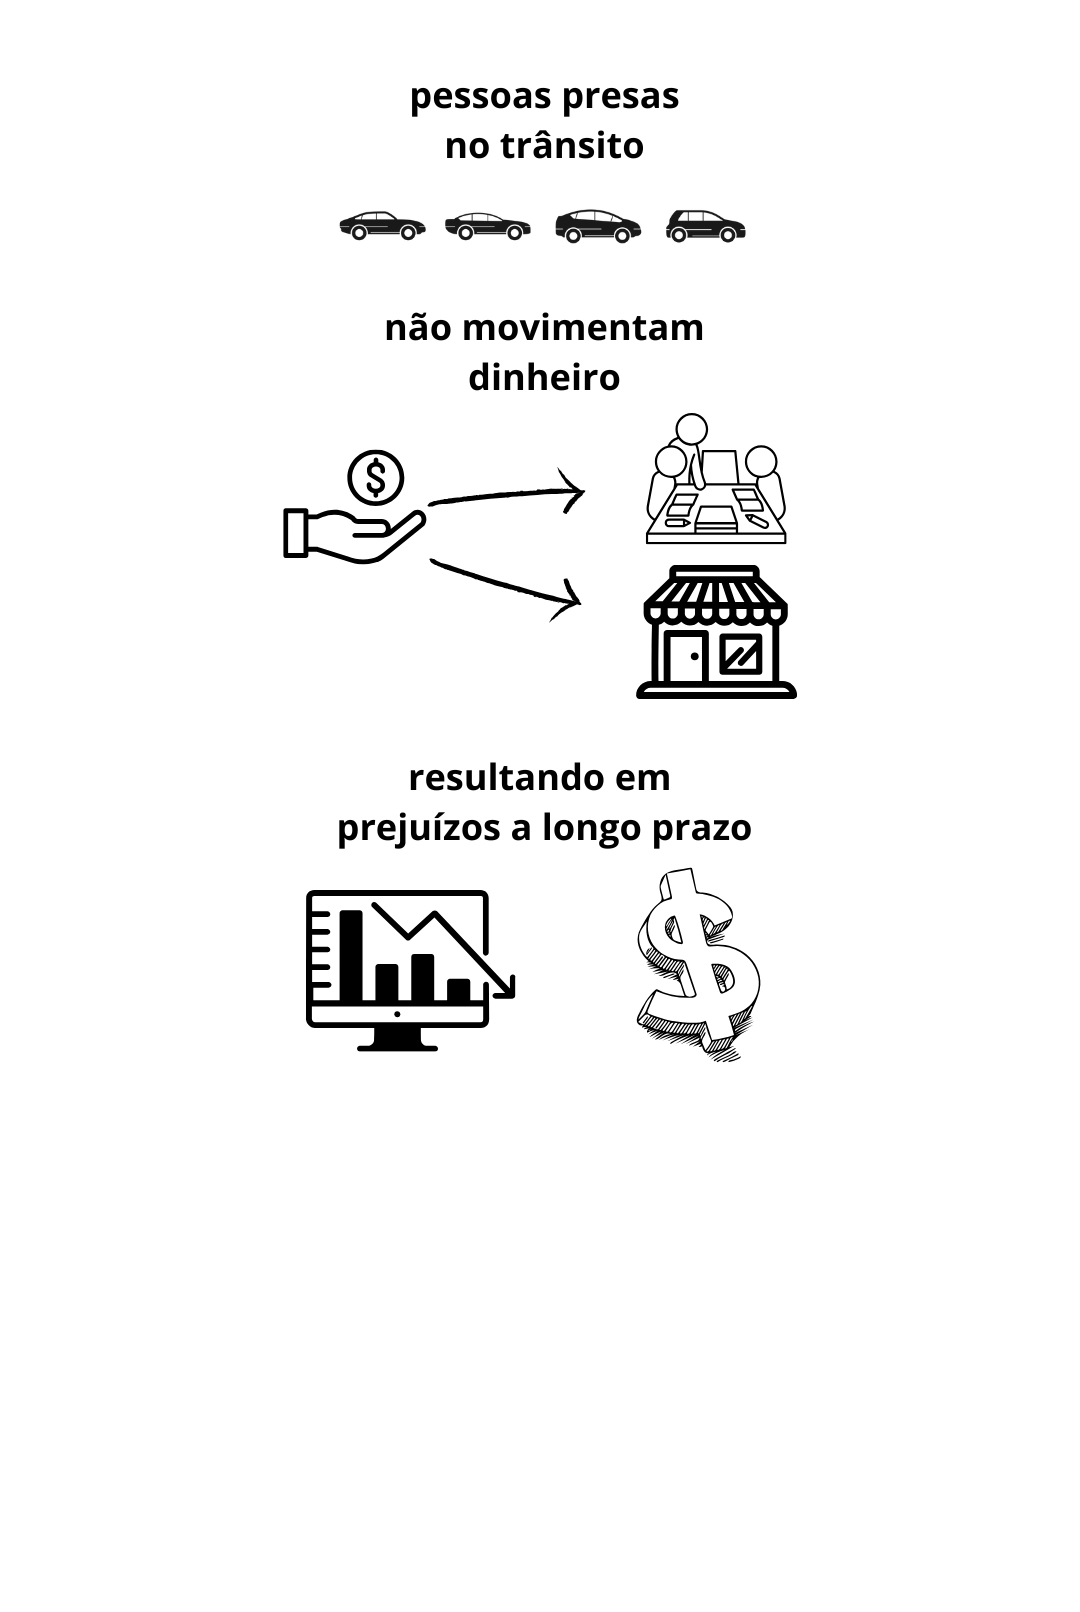 pessoas presas
no trânsito
não movimentam
dinheiro
$
resultando em
prejuízos a longo prazo
$